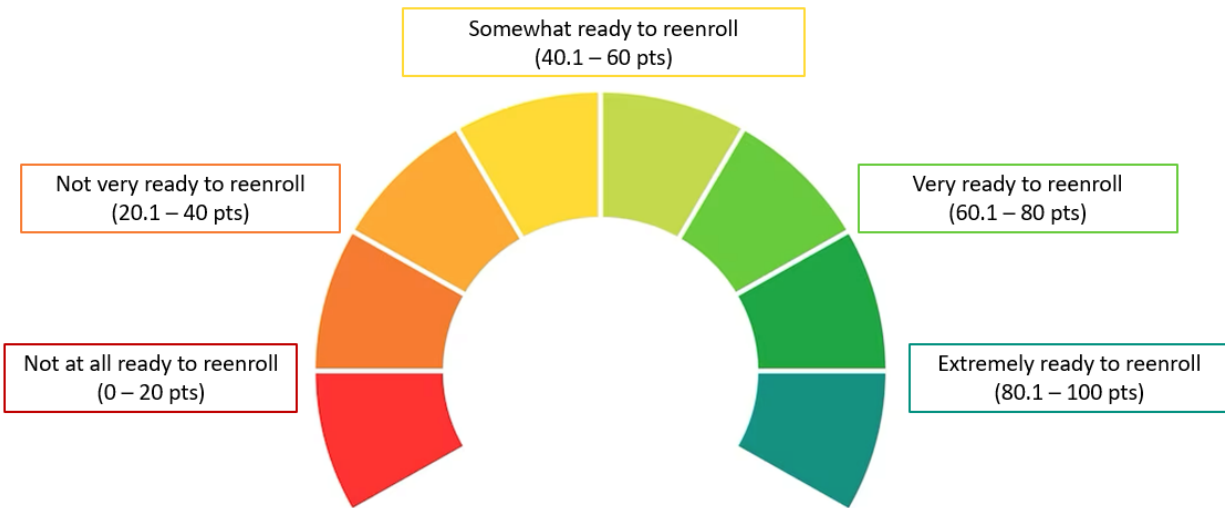 Somewhat ready to reenroll
(40.1 – 60 pts)
Not very ready to reenroll
(20.1 – 40 pts)
Very ready to reenroll
(60.1 – 80 pts)
Not at all ready to reenroll
(0 – 20 pts)
Extremely ready to reenroll
(80.1 – 100 pts)